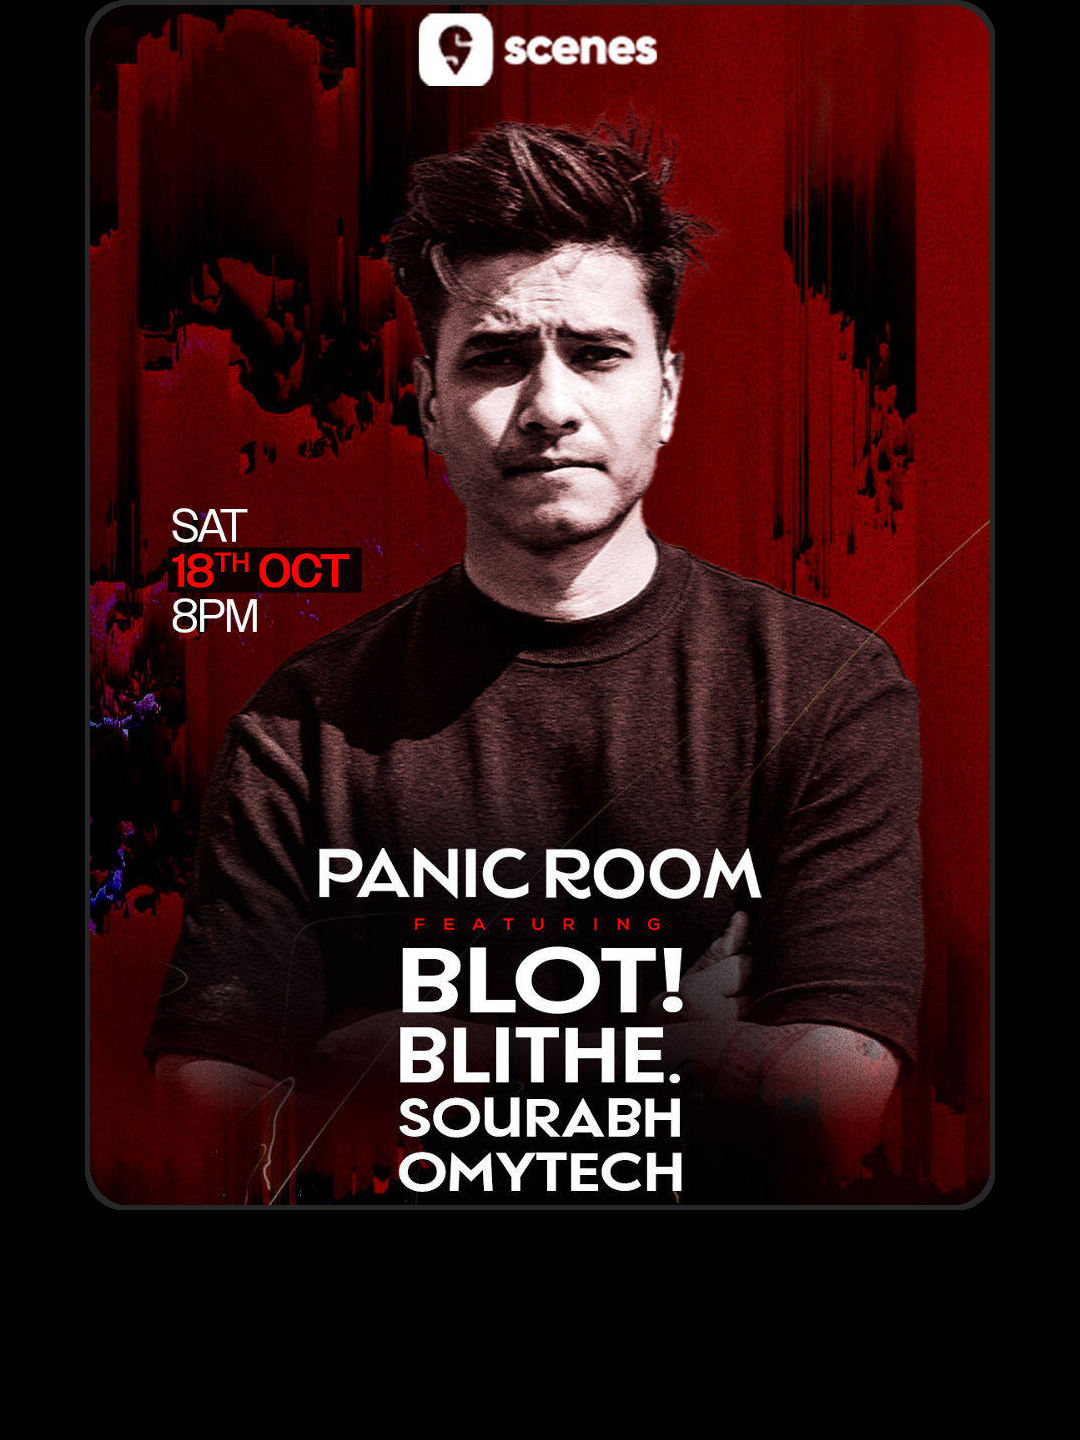 scenes
SAT
18TH OCT
8PM
PANIC ROOM
FEATURING
BLOT!
BLITHE.
SOURABH
OMYTECH